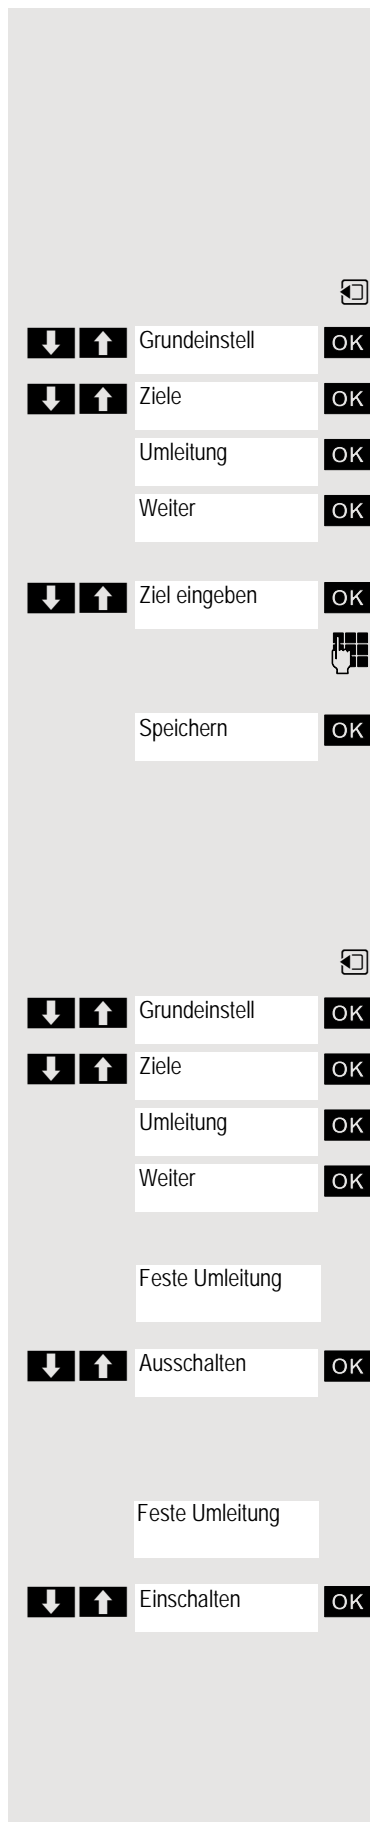 Grundeinstell OK
Ziele OK
Umleitung OK
Weiter OK
Ziel eingeben OK
Speichern OK
Grundeinstell OK
Ziele OK
Umleitung OK
Weiter OK
Feste Umleitung
Ausschalten OK
Feste Umleitung
Einschalten OK